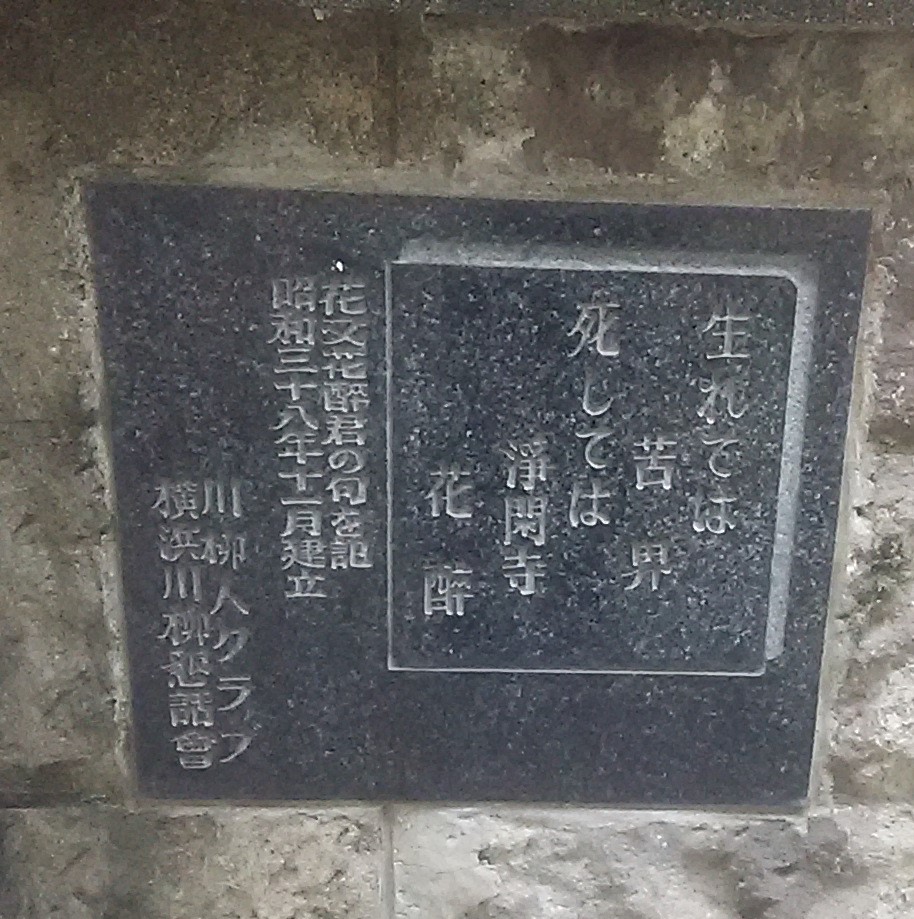 生れては
苦界
死しては
淨閑寺
花酔
花又花酔君の句を記
昭和三十八年十一月建立
川柳人クラブ
横浜川柳懇話會